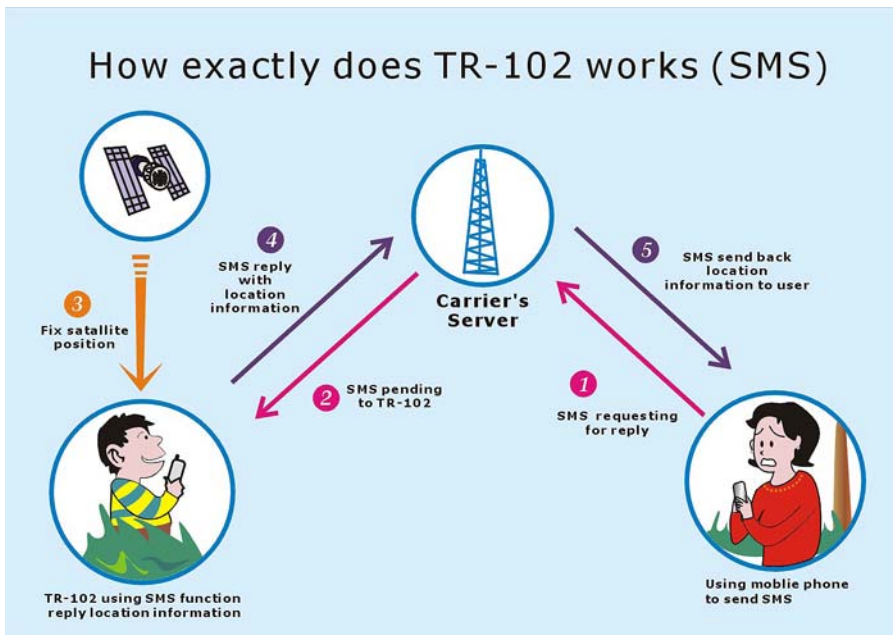 How exactly does TR-102 works (SMS)
4
SMS reply
with
location
information
5
SMS send back
location
information to user
Carrier's
Server
3
Fix satallite
position
2
SMS pending
to TR-102
1
SMS requesting
for reply
TR-102 using SMS function
reply location information
Using moblie phone
to send SMS